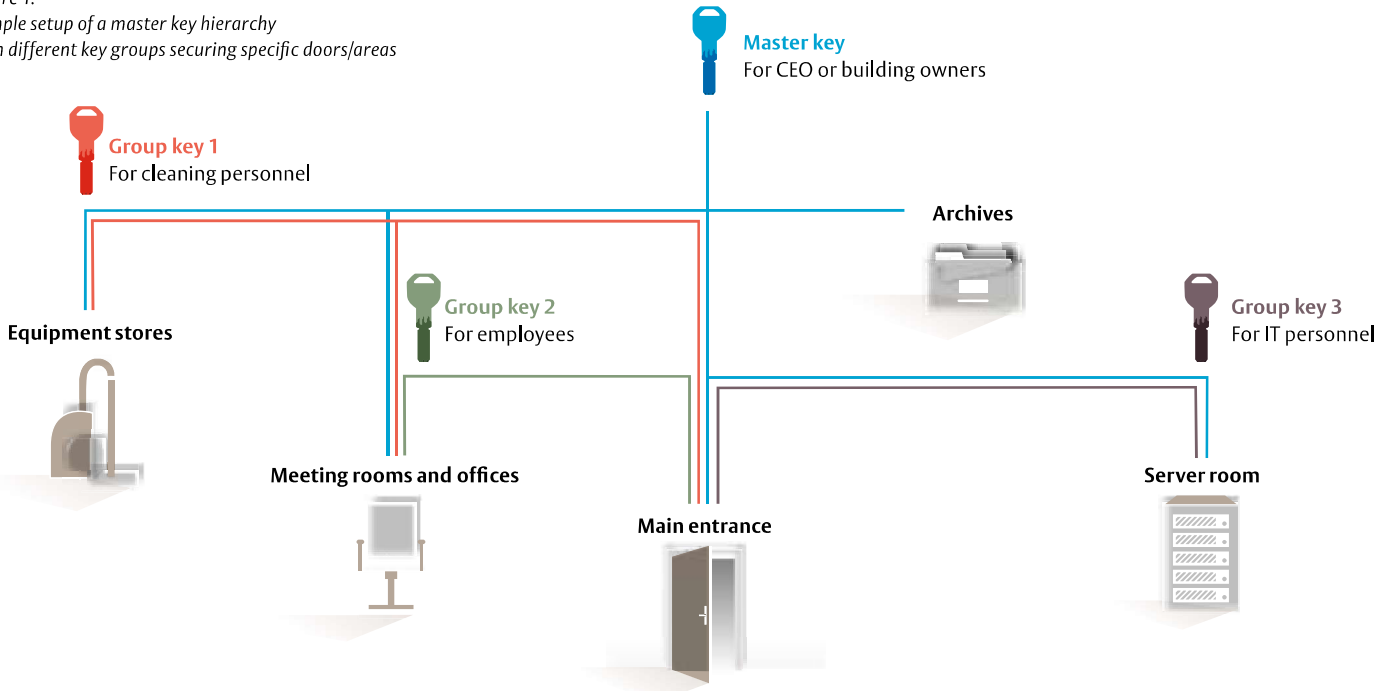 different key groups securing specific doors/areas
setup of a master key hierarchy
Master key
For CEO or building owners
Group key 1
For cleaning personnel
Archives
Group key 2
For employees
Group key 3
For IT personnel
Equipment stores
Meeting rooms and offices
Server room
Main entrance